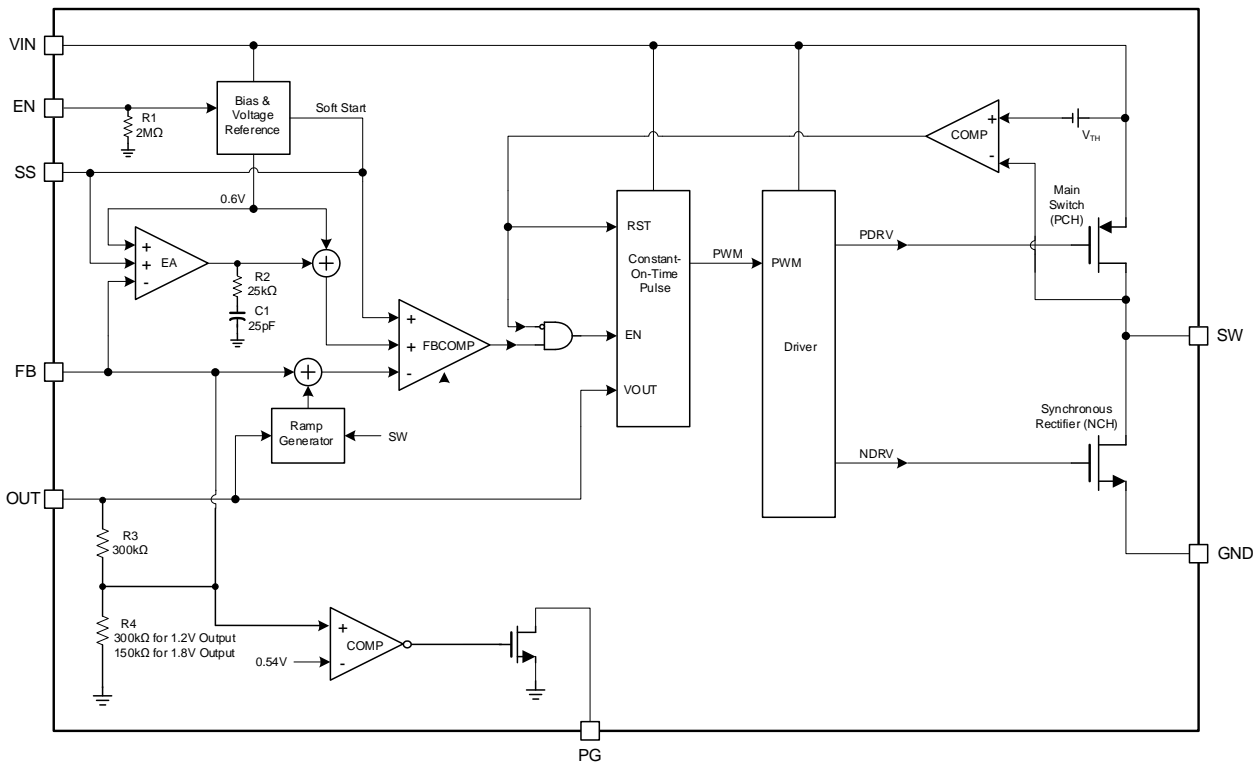 VIN
EN
R1
2MΩ
Bias &
Voltage
Reference
Soft Start
SS
0.6V
+
+
-
EA
R2
25kΩ
C1
25pF
+
+
+
-
FBCOMP
FB
+
Ramp
Generator
SW
OUT
R3
300kΩ
R4
300kΩ for 1.2V Output
150kΩ for 1.8V Output
0.54V
+
-
COMP
PG
RST
Constant-
On-Time
Pulse
EN
VOUT
PWM
PWM
Driver
PDRV
NDRV
COMP
+
-
VTH
Main
Switch
(PCH)
SW
Synchronous
Rectifier (NCH)
GND